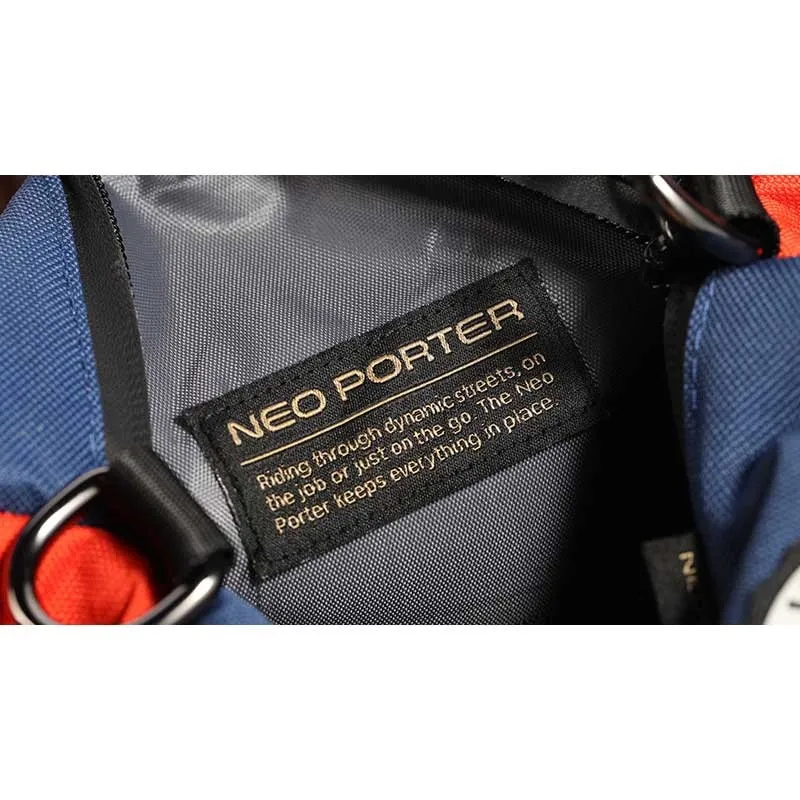 NEO PORTER
Riding through dynamic streets, on
the job or just on the go. The Neo
Porter keeps everything in place.